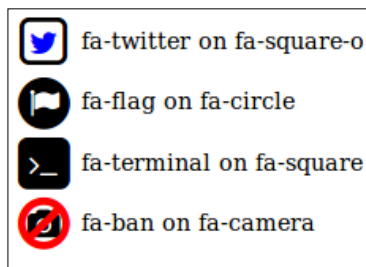 fa-twitter on fa-square-o
fa-flag on fa-circle
fa-terminal on fa-square
fa-ban on fa-camera